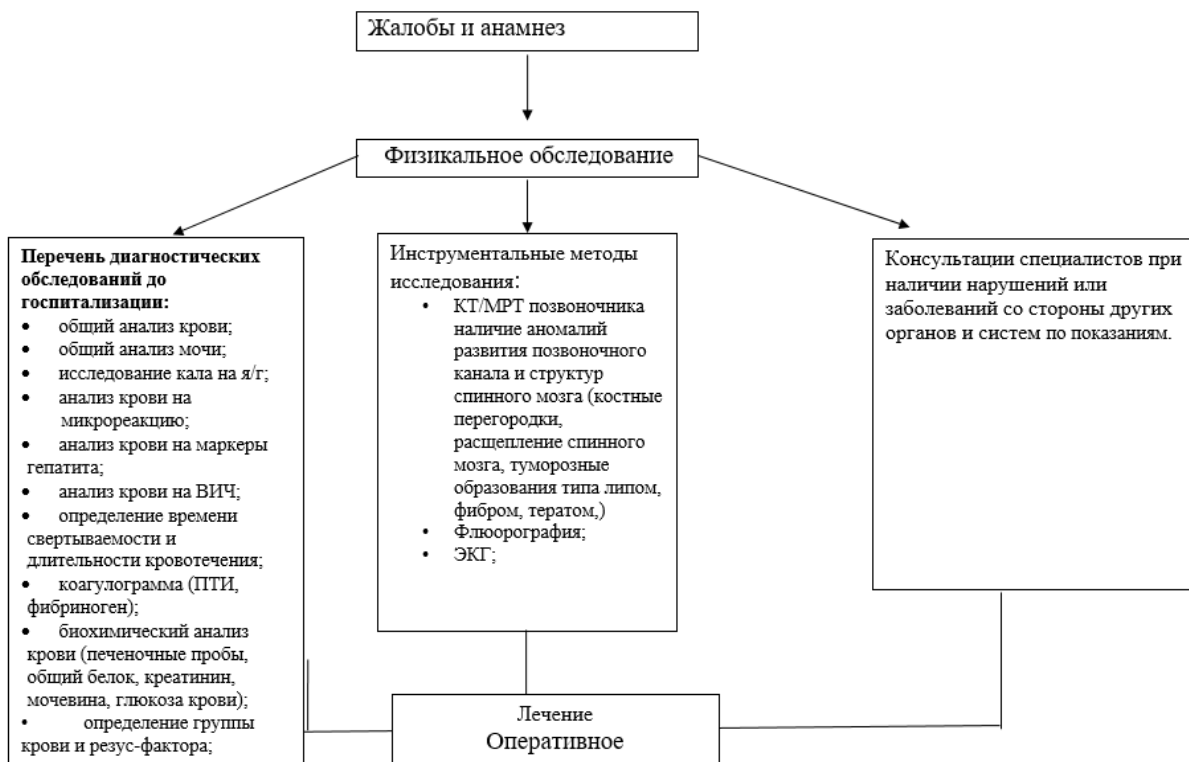 Жалобы и анамнез
Физикальное обследование
Перечень диагностических
обследований до
госпитализации:
• общий анализ крови;
• общий анализ мочи;
• исследование кала на я/г;
• анализ крови на
микрореакцию;
• анализ крови на маркеры
гепатита;
• анализ крови на ВИЧ;
• определение времени
свертываемости и
длительности кровотечения;
• коагулограмма (ПТИ,
фибриноген);
• биохимический анализ
крови (печеночные пробы,
общий белок, креатинин,
мочевина, глюкоза крови);
• определение группы
крови и резус-фактора;
Инструментальные методы
исследования:
• КТ/МРТ позвоночника
наличие аномалий
развития позвоночного
канала и структур
спинного мозга (костные
перегородки,
расщепление спинного
мозга, туморозные
образования типа липом,
фибром, тератом,)
• Флюорография;
• ЭКГ;
Консультации специалистов при
наличии нарушений или
заболеваний со стороны других
органов и систем по показаниям.
Лечение
Оперативное